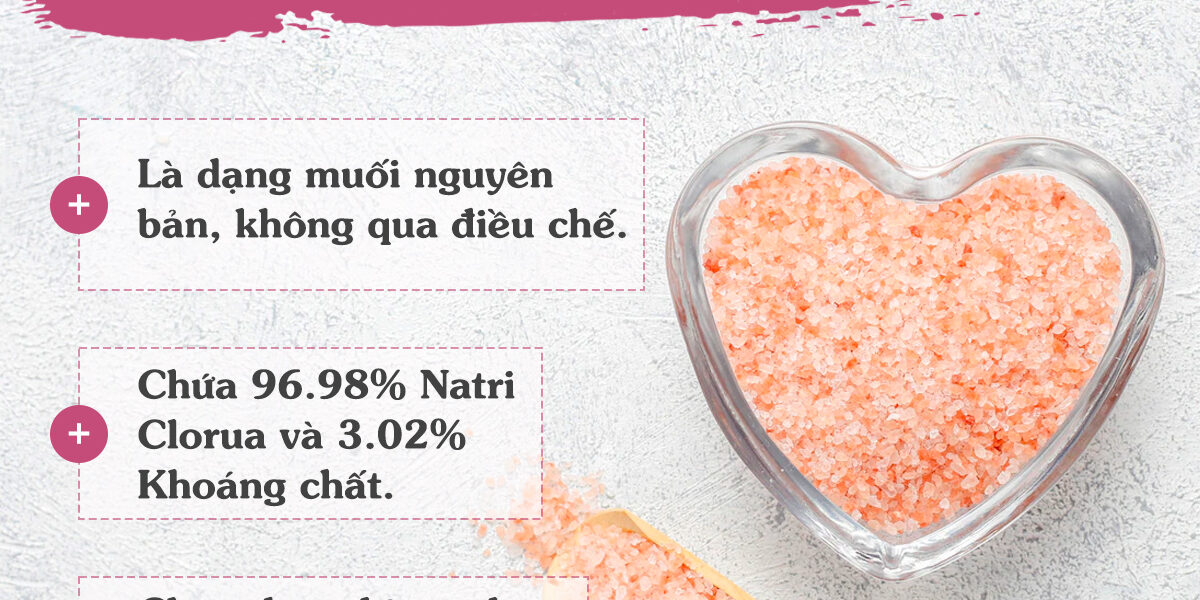 Là dạng muối nguyên
bản, không qua điều chế.
Chứa 96.98% Natri
Clorua và 3.02%
Khoáng chất.